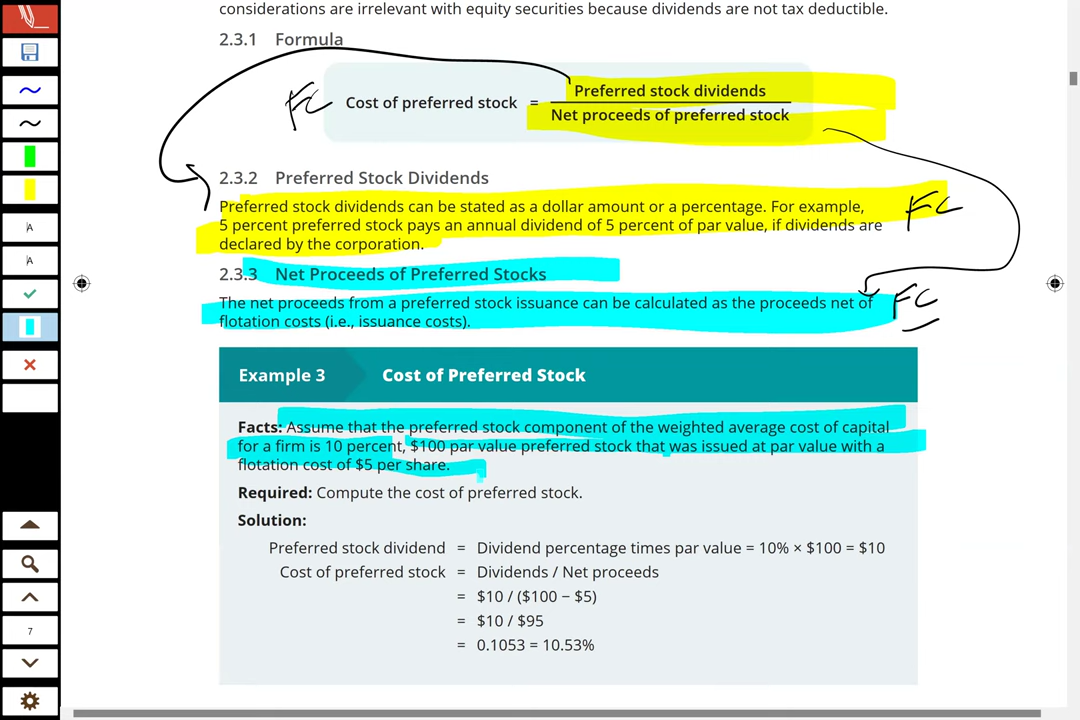 considerations are irrelevant with equity securities because dividends are not tax deductible.
2.3.1 Formula
FC
Cost of preferred stock = Preferred stock dividends
Net proceeds of preferred stock
2.3.2 Preferred Stock Dividends
Preferred stock dividends can be stated as a dollar amount or a percentage. For example,
5 percent preferred stock pays an annual dividend of 5 percent of par value, if dividends are
declared by the corporation.
FC
2.3.3 Net Proceeds of Preferred Stocks
The net proceeds from a preferred stock issuance can be calculated as the proceeds net of
flotation costs (i.e., issuance costs).
FC
Example 3 Cost of Preferred Stock
Facts: Assume that the preferred stock component of the weighted average cost of capital
for a firm is 10 percent, $100 par value preferred stock that was issued at par value with a
flotation cost of $5 per share.
Required: Compute the cost of preferred stock.
Solution:
Preferred stock dividend = Dividend percentage times par value = 10% × $100 = $10
Cost of preferred stock = Dividends / Net proceeds
= $10 / ($100 − $5)
= $10 / $95
= 0.1053 = 10.53%
A
A
7